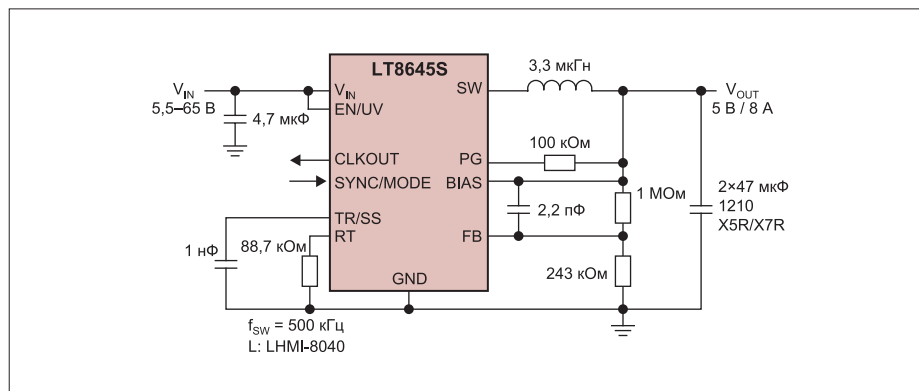 LT8645S
V_IN
5,5–65 В
4,7 мкФ
V_IN
EN/UV
CLKOUT
SYNC/MODE
TR/SS
RT
1 нФ
88,7 кОм
GND
f_SW = 500 кГц
L: LHMI-8040
SW
PG
BIAS
FB
3,3 мкГн
100 кОм
2,2 пФ
1 МОм
243 кОм
V_OUT
5 В / 8 А
2×47 мкФ
1210
X5R/X7R